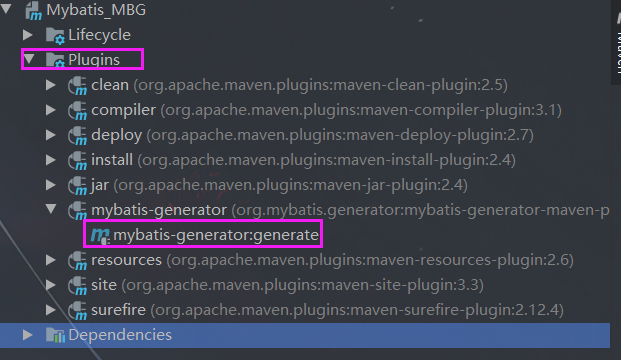 Mybatis_MBG
Lifecycle
Plugins
clean (org.apache.maven.plugins:maven-clean-plugin:2.5)
compiler (org.apache.maven.plugins:maven-compiler-plugin:3.1)
deploy (org.apache.maven.plugins:maven-deploy-plugin:2.7)
install (org.apache.maven.plugins:maven-install-plugin:2.4)
jar (org.apache.maven.plugins:maven-jar-plugin:2.4)
mybatis-generator (org.mybatis.generator:mybatis-generator-maven-p
mybatis-generator:generate
resources (org.apache.maven.plugins:maven-resources-plugin:2.6)
site (org.apache.maven.plugins:maven-site-plugin:3.3)
surefire (org.apache.maven.plugins:maven-surefire-plugin:2.12.4)
Dependencies
Maven